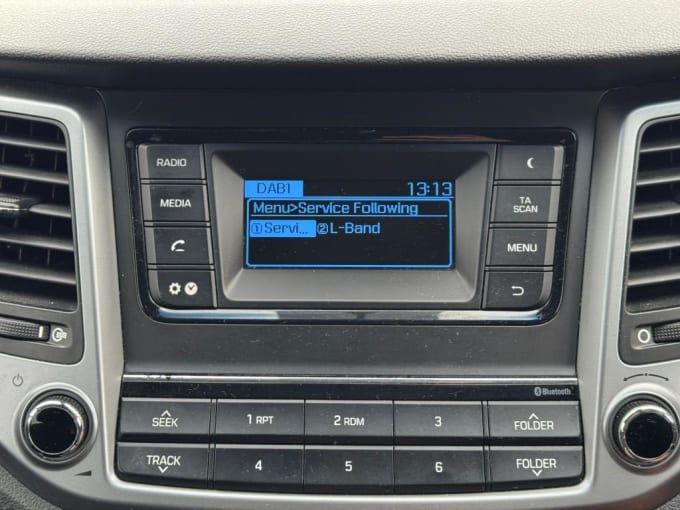 RADIO
MEDIA
DAB1 13:13
Menu>Service Following
①Servi... ②L-Band
TA
SCAN
MENU
Bluetooth
SEEK
1 RPT
2 RDM
3
FOLDER
TRACK
4
5
6
FOLDER